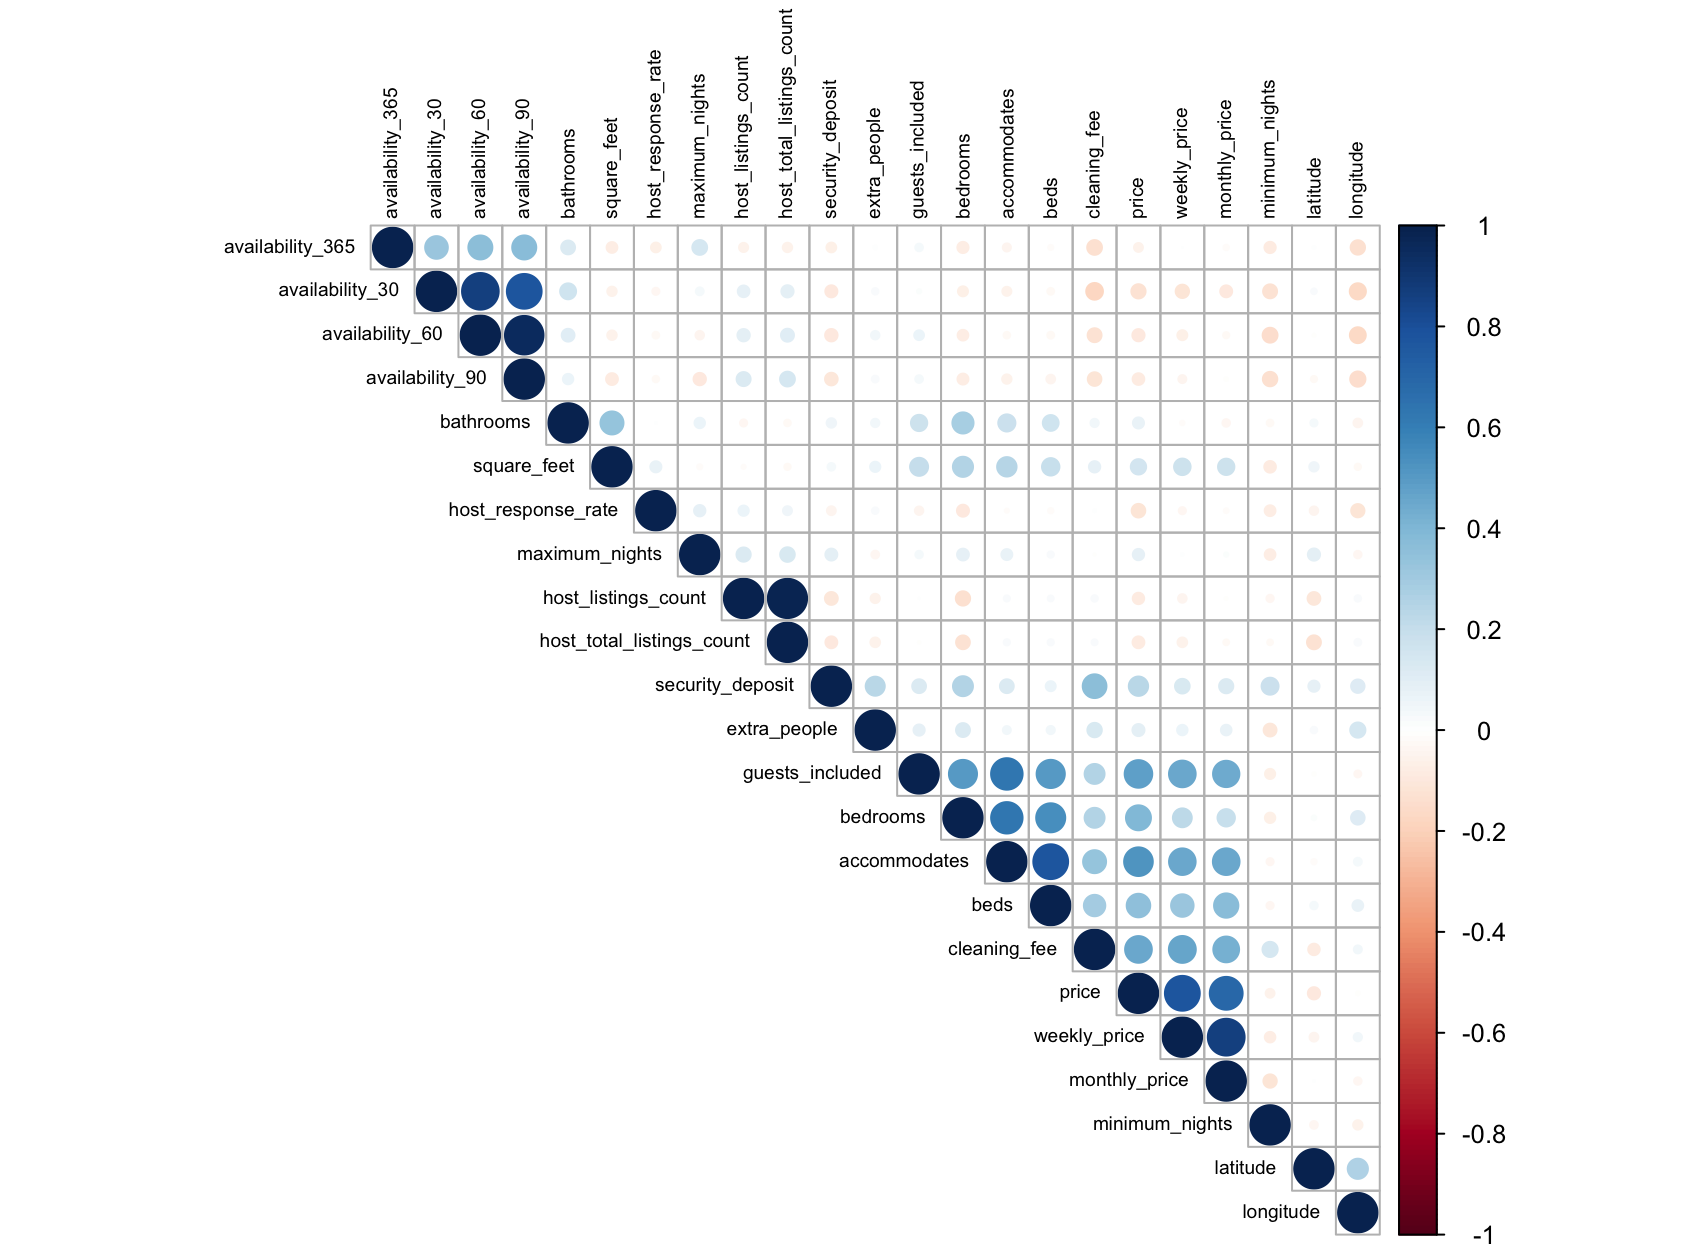 availability_365
availability_30
availability_60
availability_90
bathrooms
square_feet
host_response_rate
maximum_nights
host_listings_count
host_total_listings_count
security_deposit
extra_people
guests_included
bedrooms
accommodates
beds
cleaning_fee
price
weekly_price
monthly_price
minimum_nights
latitude
longitude
availability_365
availability_30
availability_60
availability_90
bathrooms
square_feet
host_response_rate
maximum_nights
host_listings_count
host_total_listings_count
security_deposit
extra_people
guests_included
bedrooms
accommodates
beds
cleaning_fee
price
weekly_price
monthly_price
minimum_nights
latitude
longitude
1
0.8
0.6
0.4
0.2
0
-0.2
-0.4
-0.6
-0.8
-1